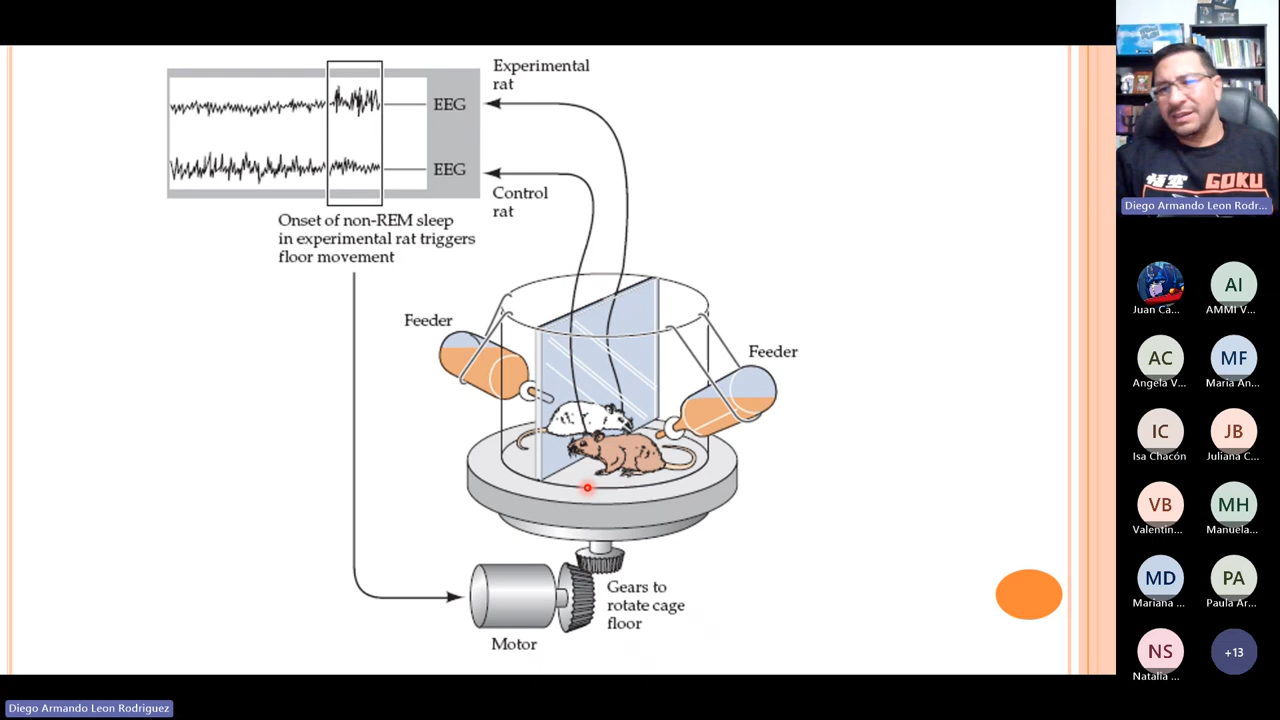 Experimental
rat
EEG
EEG
Control
rat
Onset of non-REM sleep
in experimental rat triggers
floor movement
Feeder
Feeder
Gears to
rotate cage
floor
Motor
悟空 GOKU
Diego Armando Leon Rodr...
AI
Juan Ca...
AMMI V...
AC
MF
Angela V...
Maria An...
IC
JB
Isa Chacón
Juliana C...
VB
MH
Valentin...
Manuela...
MD
PA
Mariana ...
Paula Ar...
NS
+13
Natalia ...
Diego Armando Leon Rodriguez